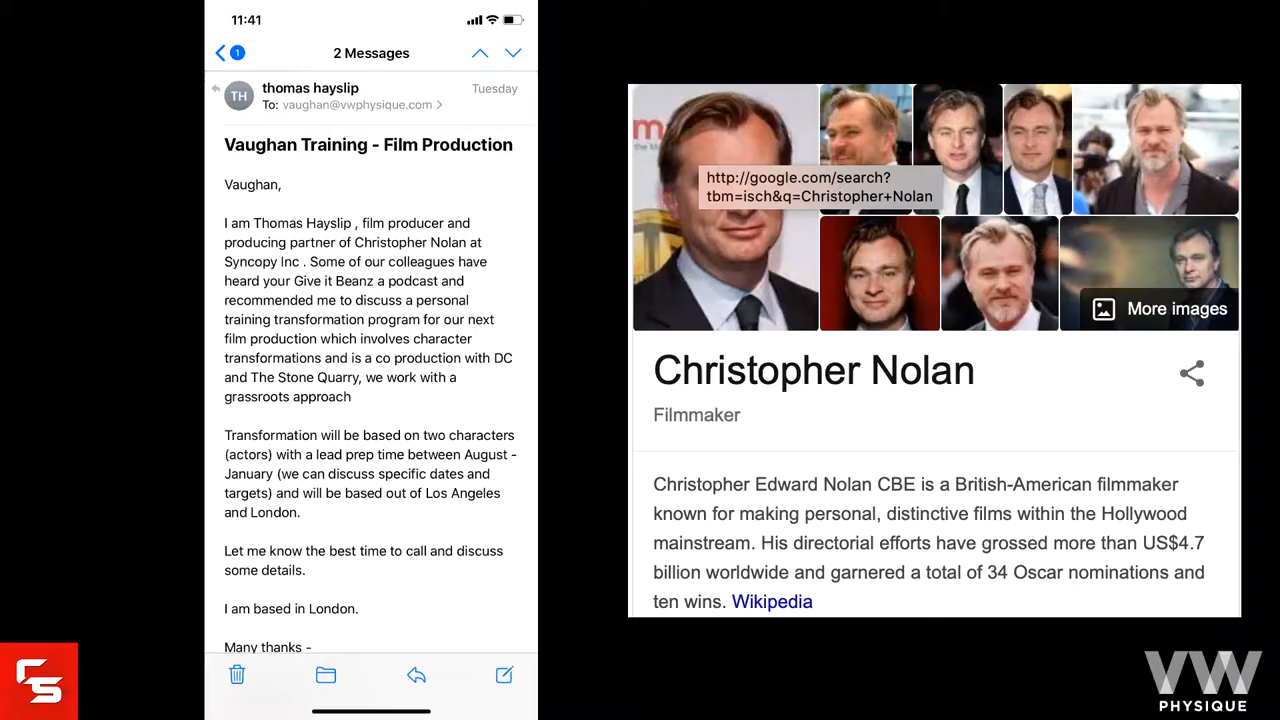 11:41
1
2 Messages
TH
thomas hayslip
Tuesday
To: vaughan@vwphysique.com
Vaughan Training - Film Production
Vaughan,
I am Thomas Hayslip , film producer and
producing partner of Christopher Nolan at
Syncopy Inc . Some of our colleagues have
heard your Give it Beanz a podcast and
recommended me to discuss a personal
training transformation program for our next
film production which involves character
transformations and is a co production with DC
and The Stone Quarry, we work with a
grassroots approach
Transformation will be based on two characters
(actors) with a lead prep time between August -
January (we can discuss specific dates and
targets) and will be based out of Los Angeles
and London.
Let me know the best time to call and discuss
some details.
I am based in London.
Many thanks -
http://google.com/search?
tbm=isch&q=Christopher+Nolan
More images
Christopher Nolan
Filmmaker
Christopher Edward Nolan CBE is a British-American filmmaker
known for making personal, distinctive films within the Hollywood
mainstream. His directorial efforts have grossed more than US$4.7
billion worldwide and garnered a total of 34 Oscar nominations and
ten wins. Wikipedia
VW
PHYSIQUE